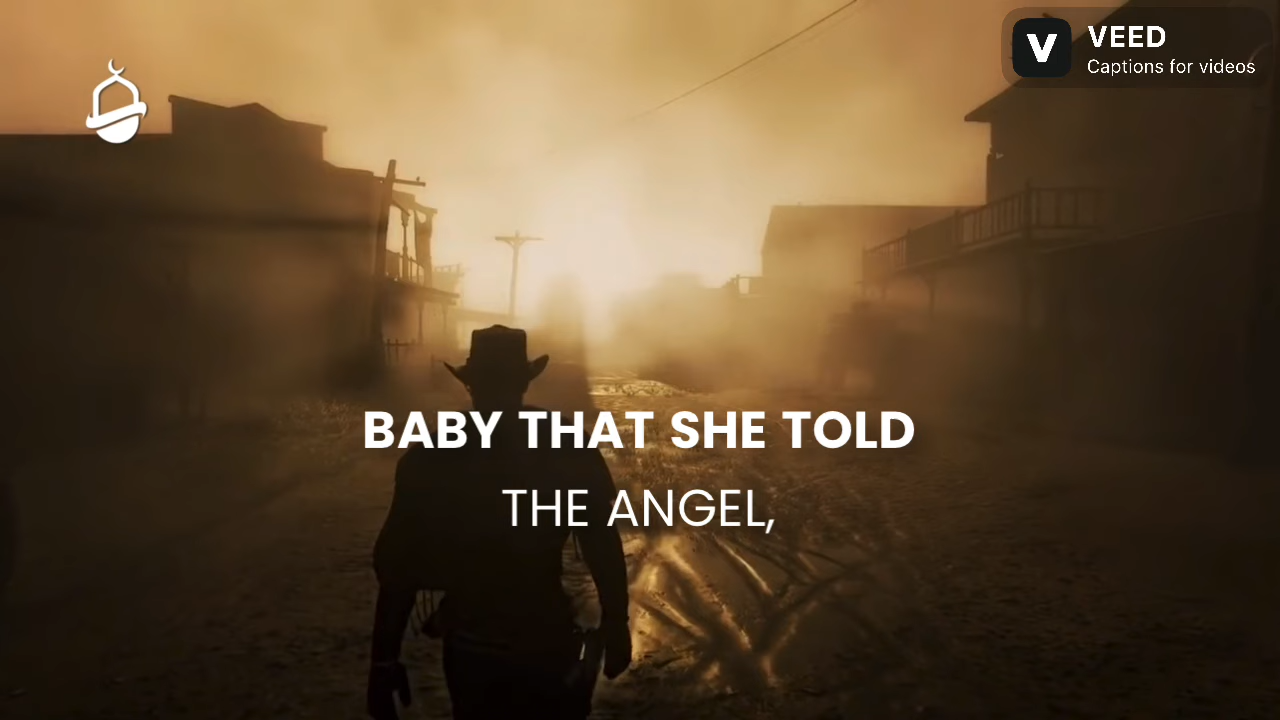 VEED
Captions for videos
BABY THAT SHE TOLD
THE ANGEL,